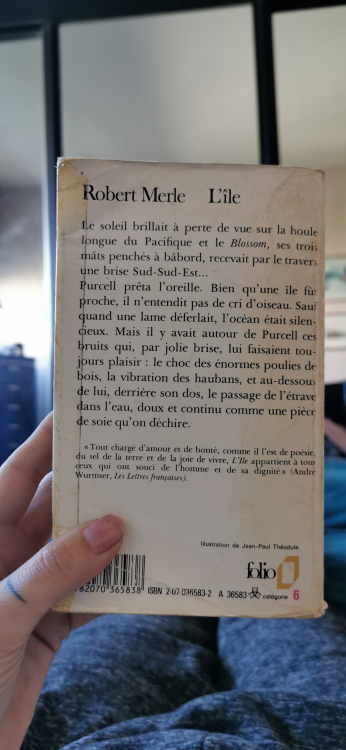 Robert Merle L'île
Le soleil brillait à perte de vue sur la houle
longue du Pacifique et le Blossom, ses trois
mâts penchés à bâbord, recevait par le travers
une brise Sud-Sud-Est...
Purcell prêta l'oreille. Bien qu'une île fût
proche, il n'entendit pas de cri d'oiseau. Sauf
quand une lame déferlait, l'océan était silen-
cieux. Mais il y avait autour de Purcell ces
bruits qui, par jolie brise, lui faisaient tou-
jours plaisir : le choc des énormes poulies de
bois, la vibration des haubans, et au-dessous
de lui, derrière son dos, le passage de l'étrave
dans l'eau, doux et continu comme une pièce
de soie qu'on déchire.
« Tout chargé d'amour et de bonté, comme il l'est de poésie,
du sel de la terre et de la joie de vivre, L'Ile appartient à tous
ceux qui ont souci de l'homme et de sa dignité » (André
Wurmser, Les Lettres françaises).
Illustration de Jean-Paul Théodule.
folio
782070 365838 ISBN 2-07-036583-2 A 36583 catégorie 6